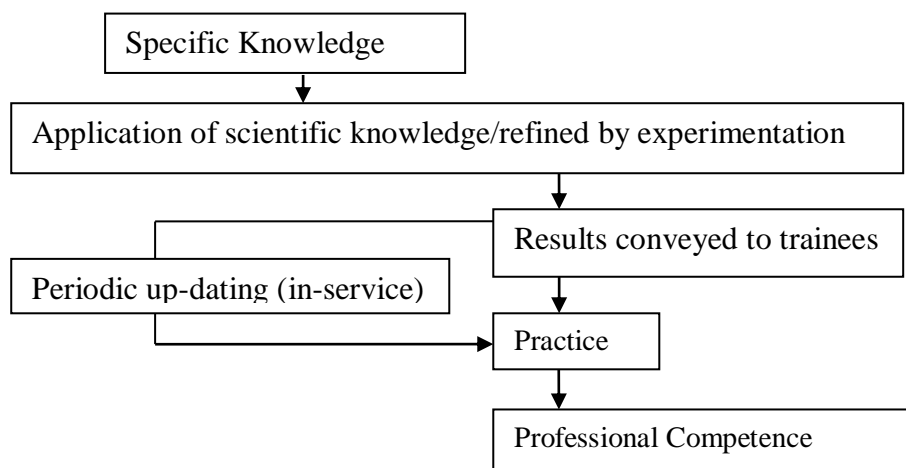 Specific Knowledge
Application of scientific knowledge/refined by experimentation
Results conveyed to trainees
Periodic up-dating (in-service)
Practice
Professional Competence